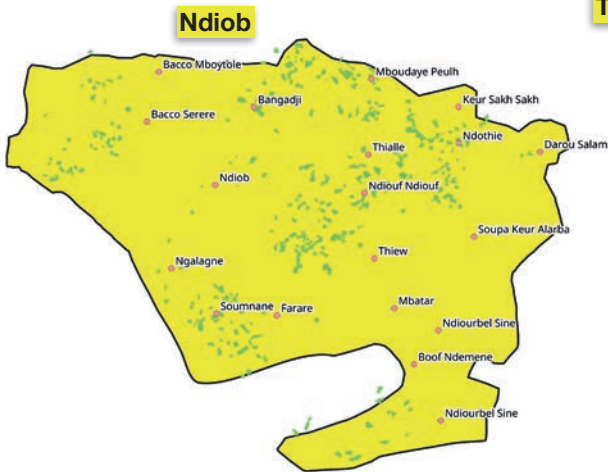 Ndiob
T
Bacco Mboytole
Mboudaye Peulh
Bangadji
Keur Sakh Sakh
Bacco Serere
Ndothie
Thialle
Darou Salam
Ndiob
Ndiouf Ndiouf
Soupa Keur Alarba
Thiew
Ngalagne
Soumnane
Farare
Mbatar
Ndiourbel Sine
Boof Ndemene
Ndiourbel Sine